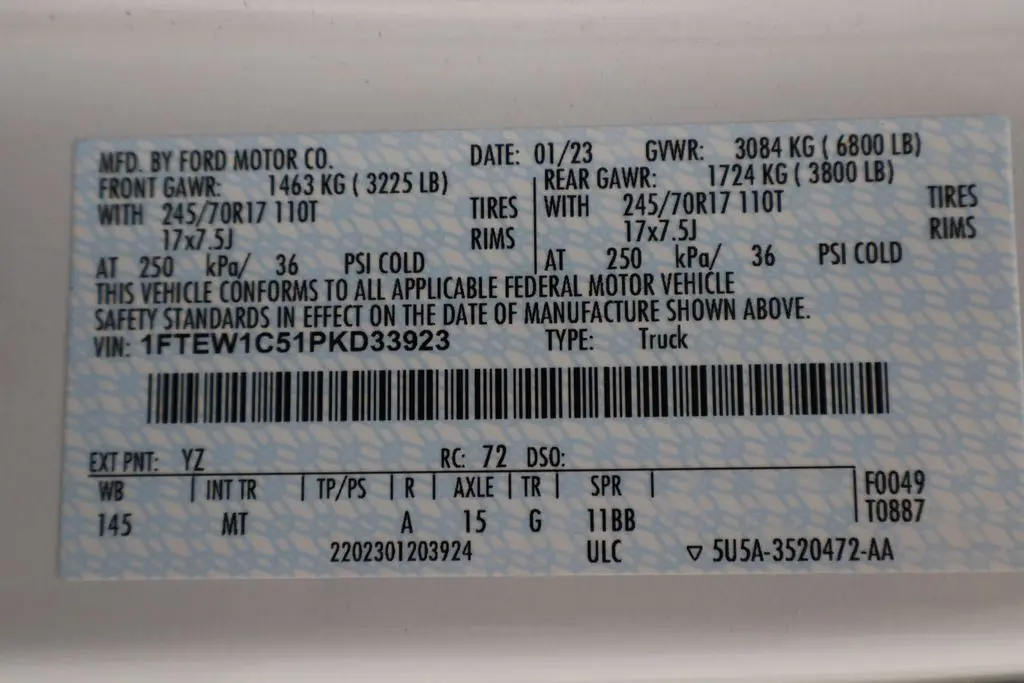 MFD. BY FORD MOTOR CO. DATE: 01/23 GVWR: 3084 KG ( 6800 LB)
FRONT GAWR: 1463 KG ( 3225 LB) REAR GAWR: 1724 KG ( 3800 LB)
WITH 245/70R17 110T TIRES WITH 245/70R17 110T TIRES
17x7.5J RIMS 17x7.5J RIMS
AT 250 kPa/ 36 PSI COLD AT 250 kPa/ 36 PSI COLD
THIS VEHICLE CONFORMS TO ALL APPLICABLE FEDERAL MOTOR VEHICLE
SAFETY STANDARDS IN EFFECT ON THE DATE OF MANUFACTURE SHOWN ABOVE.
VIN: 1FTEW1C51PKD33923 TYPE: Truck
EXT PNT: YZ RC: 72 DSO:
WB INT TR TP/PS R AXLE TR SPR F0049
145 MT A 15 G 11BB T0887
2202301203924 ULC ▽ 5U5A-3520472-AA